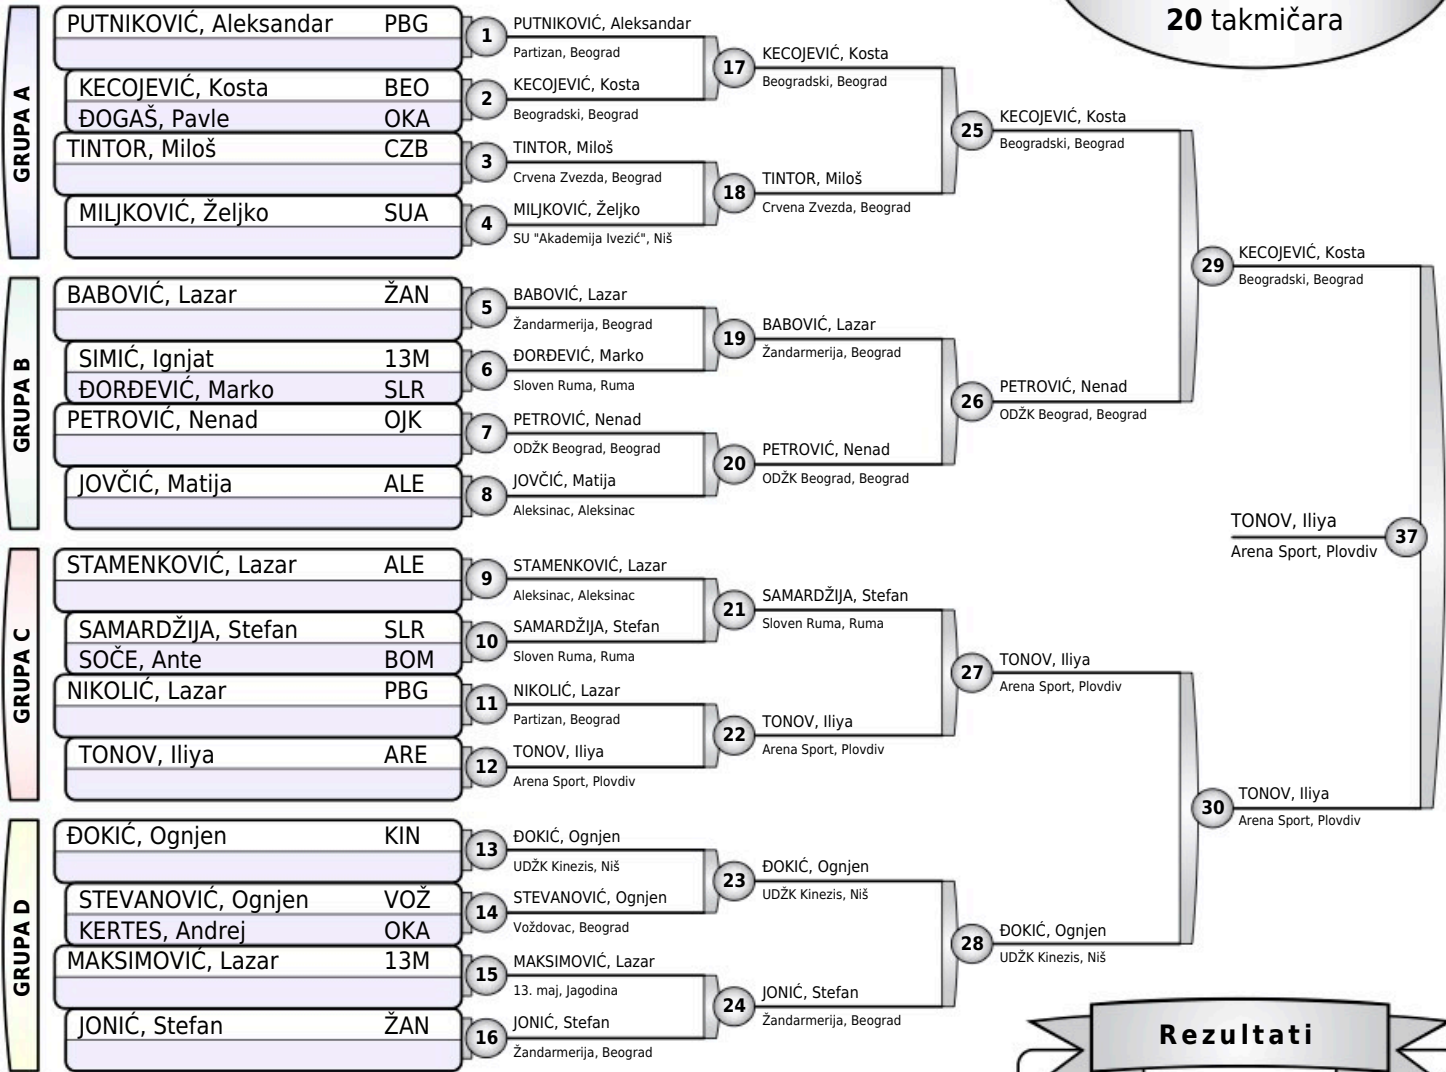 20 takmičara
GRUPA A
PUTNIKOVIĆ, Aleksandar PBG
KECOJEVIĆ, Kosta BEO
ĐOGAŠ, Pavle OKA
TINTOR, Miloš CZB
MILJKOVIĆ, Željko SUA
GRUPA B
BABOVIĆ, Lazar ŽAN
SIMIĆ, Ignjat 13M
ĐORĐEVIĆ, Marko SLR
PETROVIĆ, Nenad OJK
JOVČIĆ, Matija ALE
GRUPA C
STAMENKOVIĆ, Lazar ALE
SAMARDŽIJA, Stefan SLR
SOČE, Ante BOM
NIKOLIĆ, Lazar PBG
TONOV, Iliya ARE
GRUPA D
ĐOKIĆ, Ognjen KIN
STEVANOVIĆ, Ognjen VOŽ
KERTES, Andrej OKA
MAKSIMOVIĆ, Lazar 13M
JONIĆ, Stefan ŽAN
1 PUTNIKOVIĆ, Aleksandar
Partizan, Beograd
2 KECOJEVIĆ, Kosta
Beogradski, Beograd
3 TINTOR, Miloš
Crvena Zvezda, Beograd
4 MILJKOVIĆ, Željko
SU "Akademija Ivezić", Niš
5 BABOVIĆ, Lazar
Žandarmerija, Beograd
6 ĐORĐEVIĆ, Marko
Sloven Ruma, Ruma
7 PETROVIĆ, Nenad
ODŽK Beograd, Beograd
8 JOVČIĆ, Matija
Aleksinac, Aleksinac
9 STAMENKOVIĆ, Lazar
Aleksinac, Aleksinac
10 SAMARDŽIJA, Stefan
Sloven Ruma, Ruma
11 NIKOLIĆ, Lazar
Partizan, Beograd
12 TONOV, Iliya
Arena Sport, Plovdiv
13 ĐOKIĆ, Ognjen
UDŽK Kinezis, Niš
14 STEVANOVIĆ, Ognjen
Voždovac, Beograd
15 MAKSIMOVIĆ, Lazar
13. maj, Jagodina
16 JONIĆ, Stefan
Žandarmerija, Beograd
17 KECOJEVIĆ, Kosta
Beogradski, Beograd
18 TINTOR, Miloš
Crvena Zvezda, Beograd
19 BABOVIĆ, Lazar
Žandarmerija, Beograd
20 PETROVIĆ, Nenad
ODŽK Beograd, Beograd
21 SAMARDŽIJA, Stefan
Sloven Ruma, Ruma
22 TONOV, Iliya
Arena Sport, Plovdiv
23 ĐOKIĆ, Ognjen
UDŽK Kinezis, Niš
24 JONIĆ, Stefan
Žandarmerija, Beograd
25 KECOJEVIĆ, Kosta
Beogradski, Beograd
26 PETROVIĆ, Nenad
ODŽK Beograd, Beograd
27 TONOV, Iliya
Arena Sport, Plovdiv
28 ĐOKIĆ, Ognjen
UDŽK Kinezis, Niš
29 KECOJEVIĆ, Kosta
Beogradski, Beograd
30 TONOV, Iliya
Arena Sport, Plovdiv
TONOV, Iliya 37
Arena Sport, Plovdiv
Rezultati